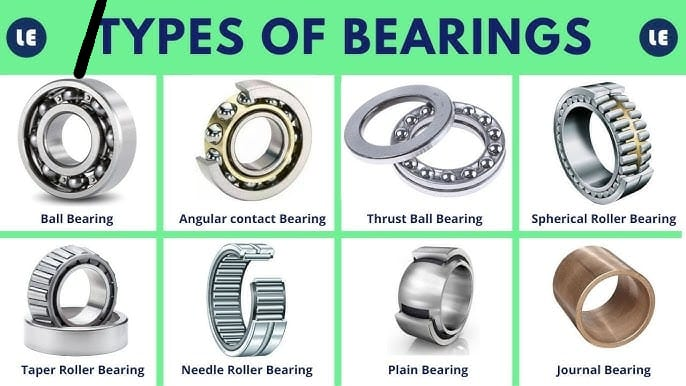 LE TYPES OF BEARINGS LE
Ball Bearing Angular contact Bearing Thrust Ball Bearing Spherical Roller Bearing
Taper Roller Bearing Needle Roller Bearing Plain Bearing Journal Bearing